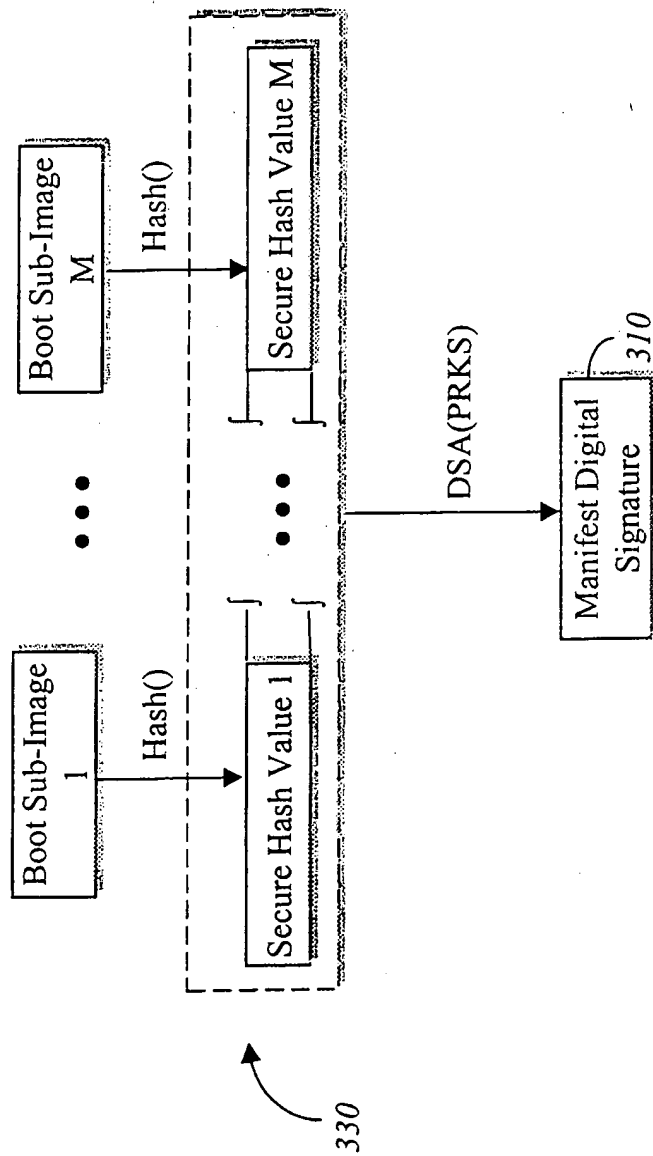 Boot Sub-Image
1
Boot Sub-Image
M
Hash()
Hash()
Secure Hash Value 1
Secure Hash Value M
330
DSA(PRKS)
Manifest Digital
Signature
310